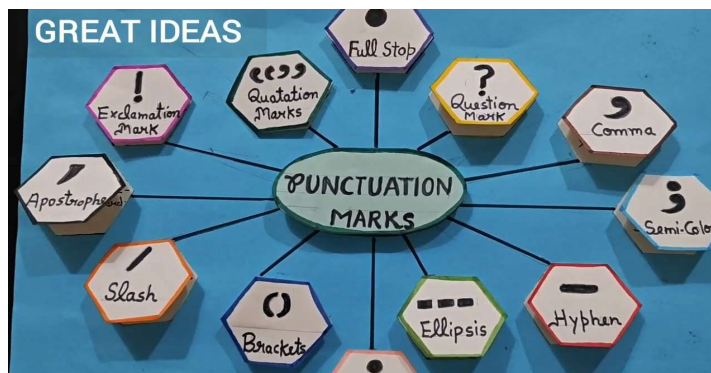 GREAT IDEAS
Full Stop
!
Exclamation
Mark
Quatation
Marks
?
Question
Mark
,
Comma
PUNCTUATION
MARKS
'
Apostrophe
;
Semi-Colo
/
Slash
()
Brackets
---
Ellipsis
-
Hyphen